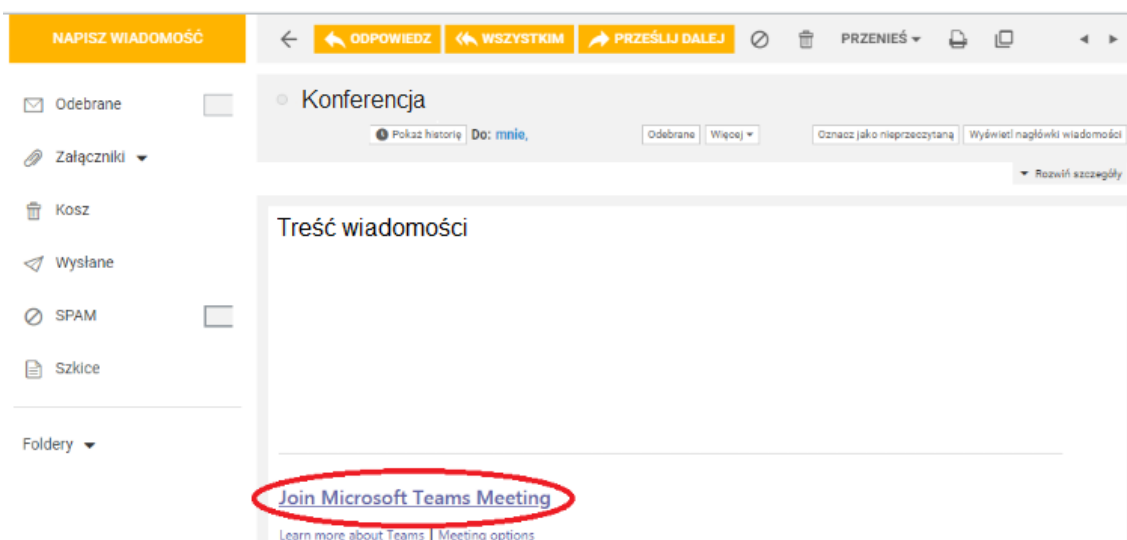 NAPISZ WIADOMOŚĆ
ODPOWIEDZ WSZYSTKIM PRZEŚLIJ DALEJ PRZENIEŚ
Odebrane
Załączniki
Kosz
Wysłane
SPAM
Szkice
Foldery
Konferencja
Pokaż historię Do: mnie, Odebrane Więcej Oznacz jako nieprzeczytaną Wyświetl nagłówki wiadomości
Rozwiń szczegóły
Treść wiadomości
Join Microsoft Teams Meeting
Learn more about Teams | Meeting options